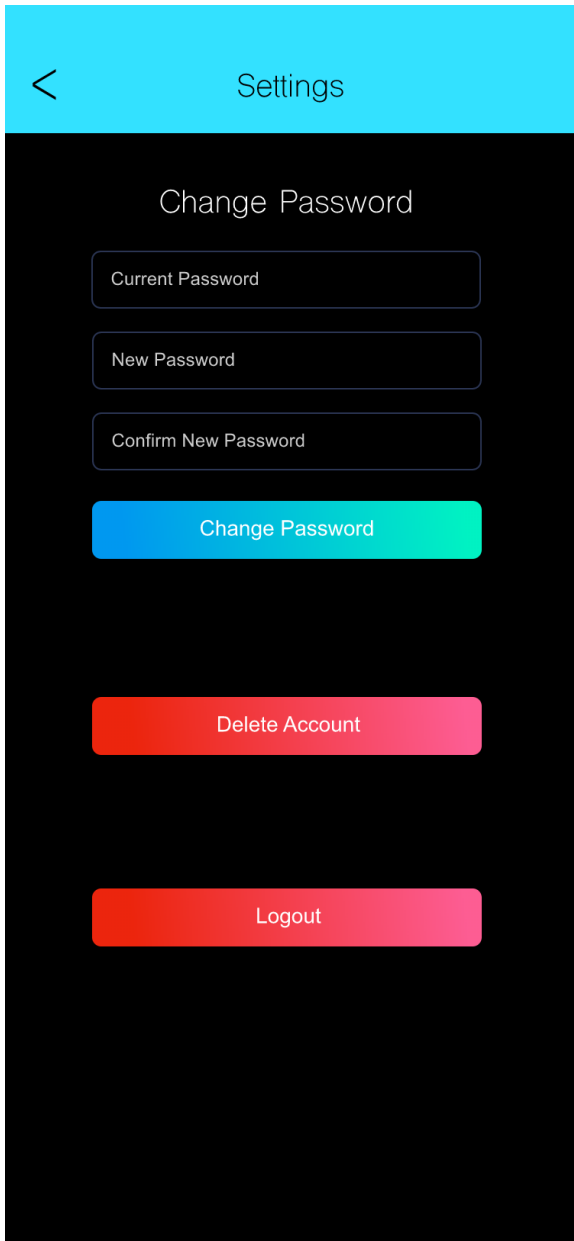 Settings
Change Password
Current Password
New Password
Confirm New Password
Change Password
Delete Account
Logout